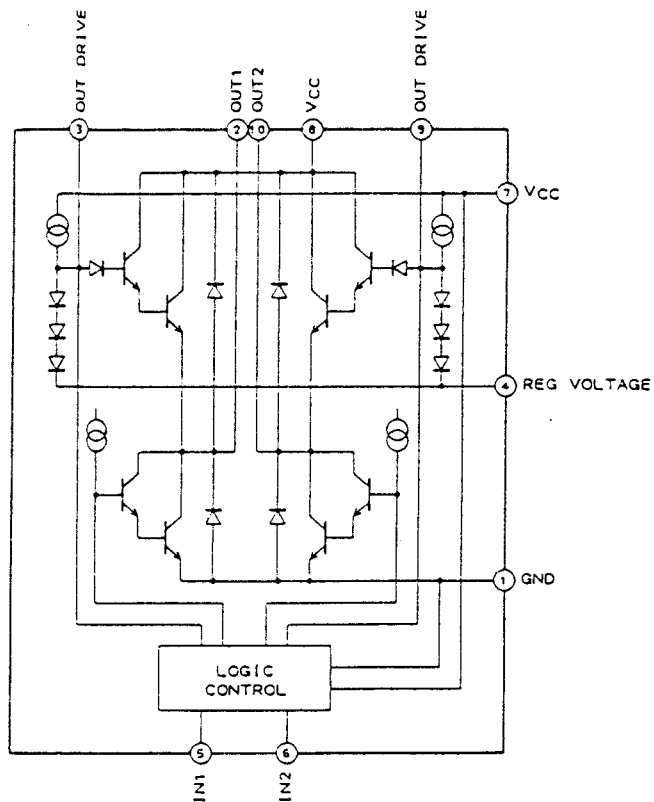 OUT DRIVE
OUT1
OUT2
VCC
OUT DRIVE
3
2
10
8
9
7
VCC
4
REG VOLTAGE
1
GND
LOGIC
CONTROL
5
6
IN1
IN2